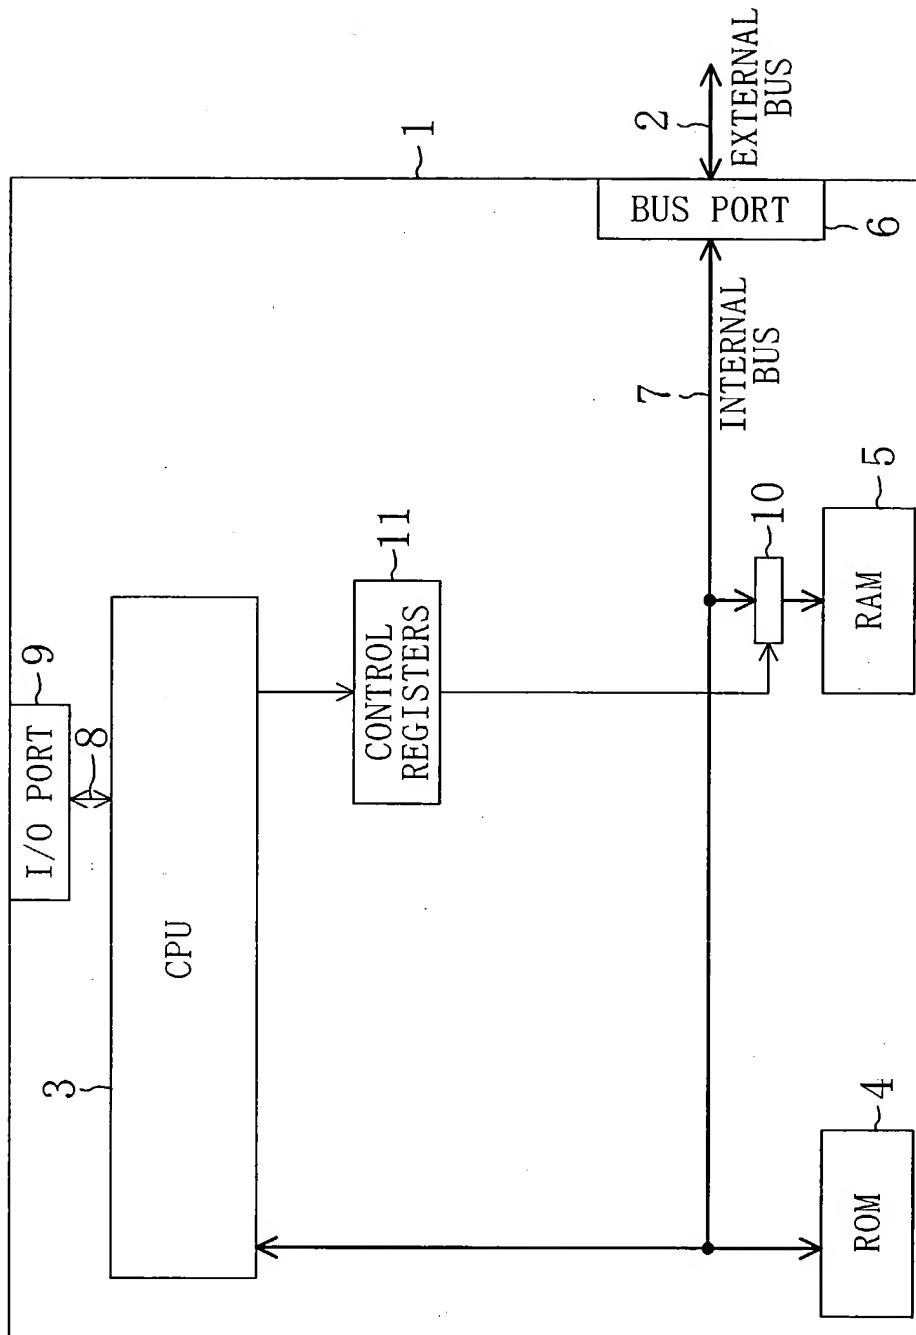 1
2
EXTERNAL
BUS
BUS PORT
6
INTERNAL
BUS
7
I/O PORT
9
8
CPU
3
CONTROL
REGISTERS
11
10
RAM
5
ROM
4